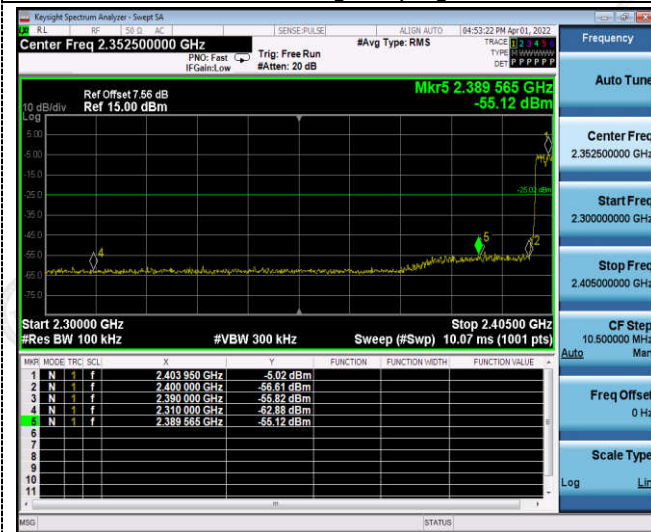 Keysight Spectrum Analyzer - Swept SA
RL RF 50 Ω AC SENSE:PULSE ALIGN AUTO 04:53:22 PM Apr 01, 2022
Center Freq 2.352500000 GHz
PNO: Fast
IFGain:Low
Trig: Free Run
#Atten: 20 dB
#Avg Type: RMS
TRACE 1 2 3 4 5 6
TYPE M WWWWW
DET P P P P P P
Ref Offset 7.56 dB
10 dB/div Ref 15.00 dBm
Log
Mkr5 2.389 565 GHz
-55.12 dBm
5.00
-5.00
-15.0
-25.0
-25.02 dBm
-35.0
-45.0
-55.0
-65.0
-75.0
1
5
2
4
Start 2.30000 GHz Stop 2.40500 GHz
#Res BW 100 kHz #VBW 300 kHz Sweep (#Swp) 10.07 ms (1001 pts)
MKR MODE TRC SCL X Y FUNCTION FUNCTION WIDTH FUNCTION VALUE
1 N 1 f 2.403 950 GHz -5.02 dBm
2 N 1 f 2.400 000 GHz -56.61 dBm
3 N 1 f 2.390 000 GHz -55.82 dBm
4 N 1 f 2.310 000 GHz -62.88 dBm
5 N 1 f 2.389 565 GHz -55.12 dBm
6
7
8
9
10
11
MSG STATUS
Frequency
Auto Tune
Center Freq
2.352500000 GHz
Start Freq
2.300000000 GHz
Stop Freq
2.405000000 GHz
CF Step
10.500000 MHz
Auto Man
Freq Offset
0 Hz
Scale Type
Log Lin